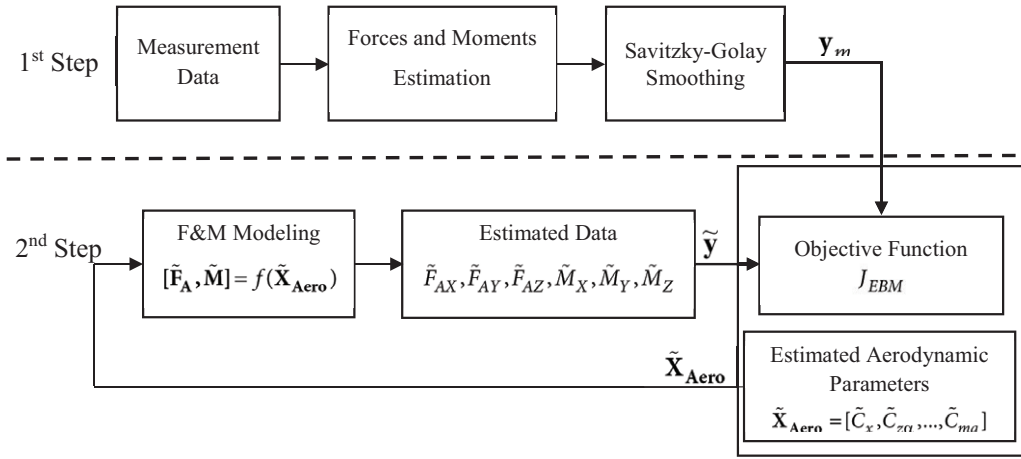 1st Step
Measurement
Data
Forces and Moments
Estimation
Savitzky-Golay
Smoothing
y_m
2nd Step
F&M Modeling
[F̃_A, M̃] = f(X̃_Aero)
Estimated Data
F̃_AX, F̃_AY, F̃_AZ, M̃_X, M̃_Y, M̃_Z
ỹ
Objective Function
J_EBM
X̃_Aero
Estimated Aerodynamic
Parameters
X̃_Aero = [C̃_x, C̃_zα, ..., C̃_mq]